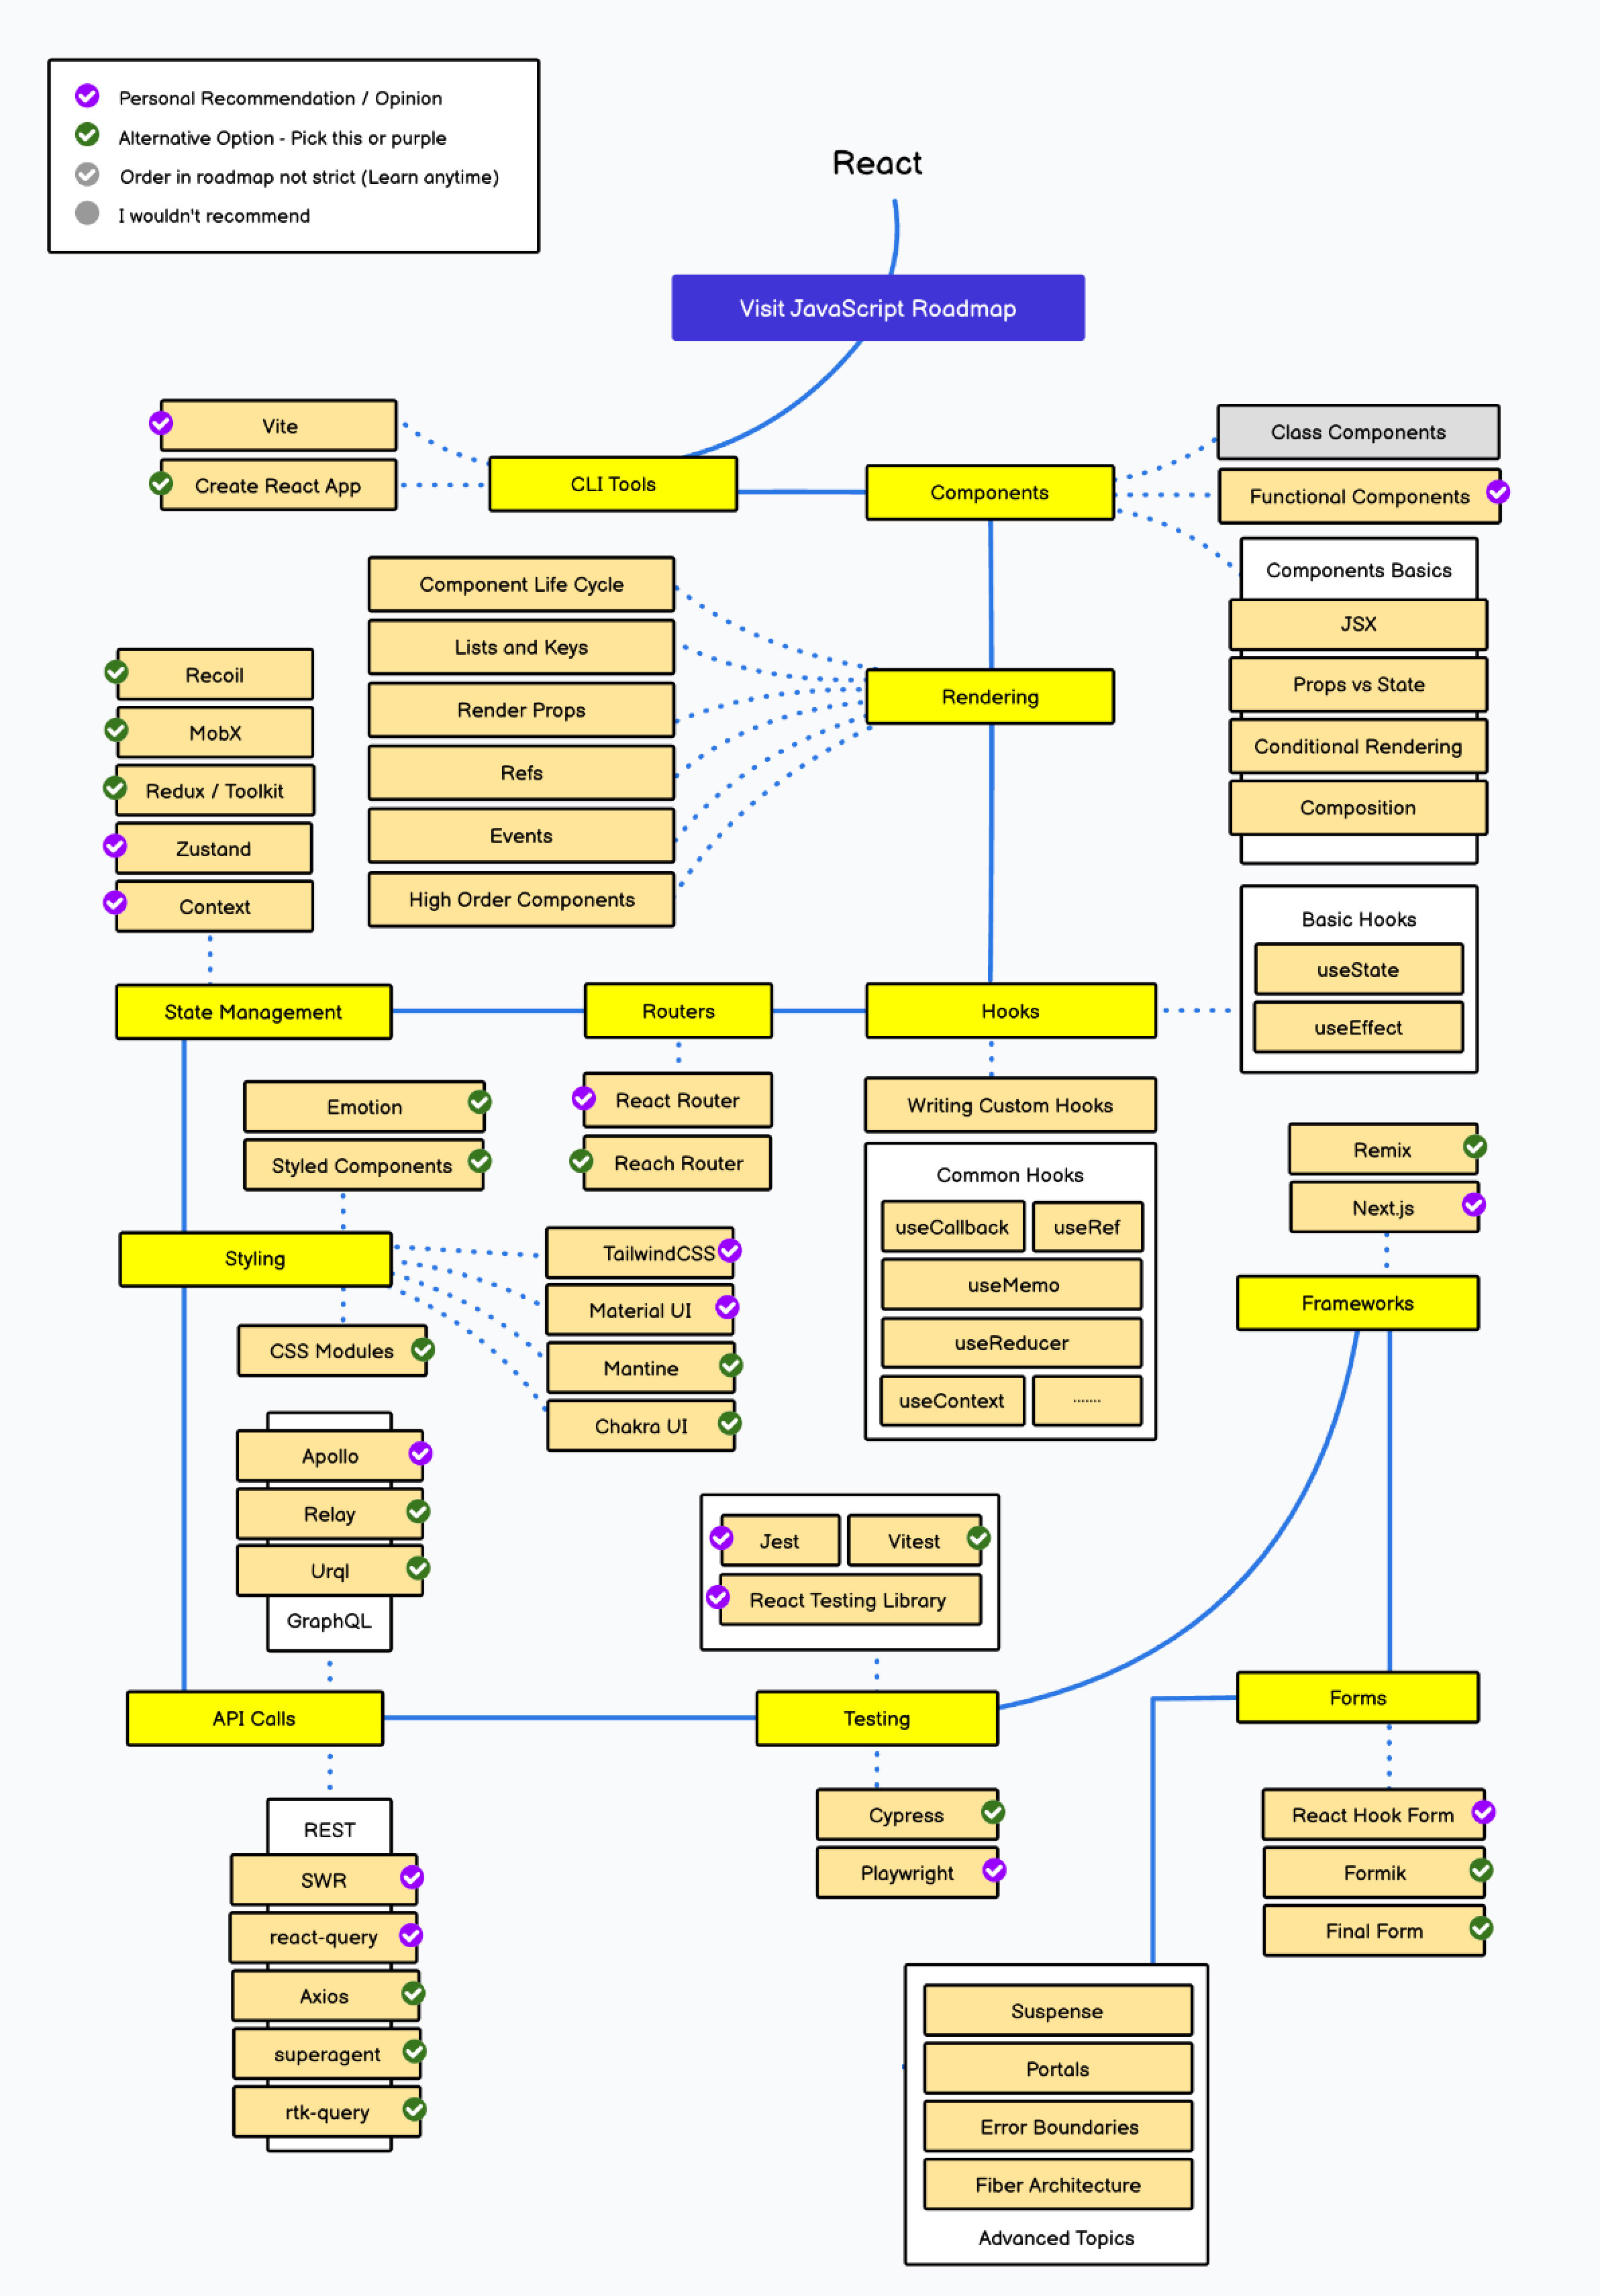 Personal Recommendation / Opinion
Alternative Option - Pick this or purple
Order in roadmap not strict (Learn anytime)
I wouldn't recommend
React
Visit JavaScript Roadmap
Vite
Create React App
CLI Tools
Components
Class Components
Functional Components
Components Basics
JSX
Props vs State
Conditional Rendering
Composition
Component Life Cycle
Lists and Keys
Render Props
Refs
Events
High Order Components
Rendering
Recoil
MobX
Redux / Toolkit
Zustand
Context
State Management
Routers
Hooks
Basic Hooks
useState
useEffect
Emotion
Styled Components
React Router
Reach Router
Writing Custom Hooks
Common Hooks
useCallback
useRef
useMemo
useReducer
useContext
.......
Remix
Next.js
Frameworks
Styling
TailwindCSS
Material UI
Mantine
Chakra UI
CSS Modules
Apollo
Relay
Urql
GraphQL
Jest
Vitest
React Testing Library
API Calls
Testing
Forms
REST
SWR
react-query
Axios
superagent
rtk-query
Cypress
Playwright
React Hook Form
Formik
Final Form
Suspense
Portals
Error Boundaries
Fiber Architecture
Advanced Topics